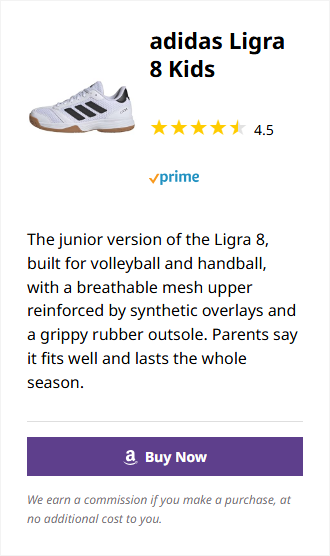 adidas Ligra
8 Kids
4.5
prime
The junior version of the Ligra 8,
built for volleyball and handball,
with a breathable mesh upper
reinforced by synthetic overlays and
a grippy rubber outsole. Parents say
it fits well and lasts the whole
season.
Buy Now
We earn a commission if you make a purchase, at
no additional cost to you.